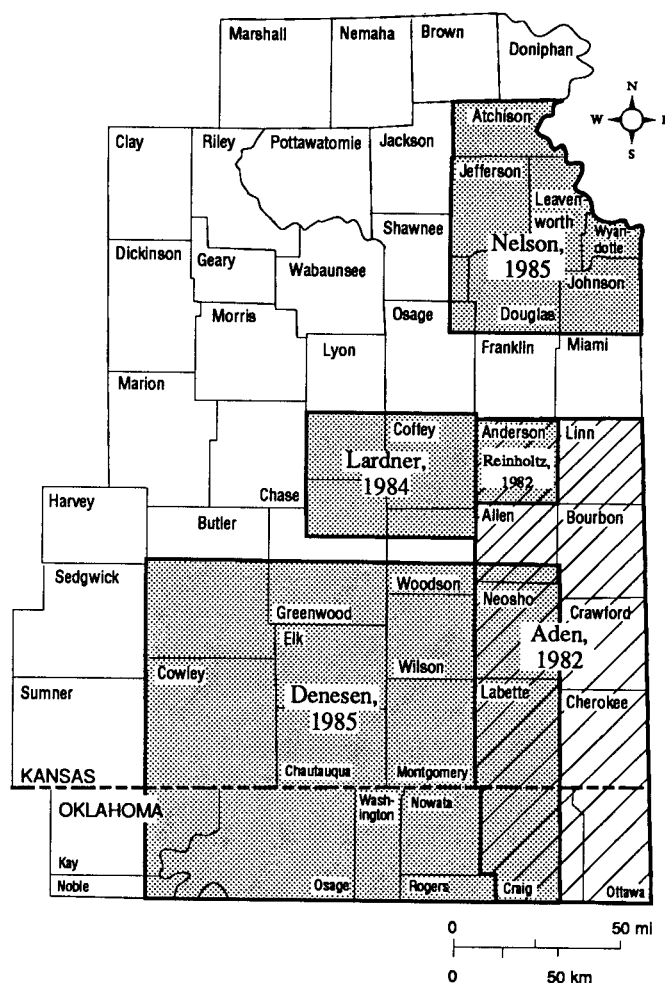 Marshall
Nemaha
Brown
Doniphan
N
W
E
S
Atchison
Clay
Riley
Pottawatomie
Jackson
Jefferson
Leaven
worth
Shawnee
Wyan-
dotte
Nelson,
1985
Dickinson
Geary
Wabaunsee
Johnson
Morris
Osage
Douglas
Lyon
Franklin
Miami
Marion
Coffey
Anderson
Linn
Lardner,
1984
Reinholtz,
1982
Harvey
Chase
Allen
Bourbon
Butler
Sedgwick
Woodson
Neosho
Greenwood
Crawford
Elk
Aden,
1982
Cowley
Wilson
Sumner
Denesen,
1985
Labette
Cherokee
KANSAS
Chautauqua
Montgomery
OKLAHOMA
Wash-
ington
Nowata
Kay
Noble
Osage
Rogers
Craig
Ottawa
0 50 mi
0 50 km